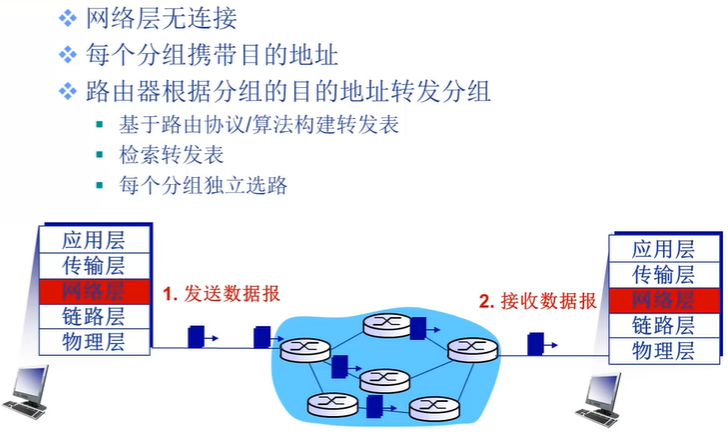 网络层无连接
每个分组携带目的地址
路由器根据分组的目的地址转发分组
基于路由协议/算法构建转发表
检索转发表
每个分组独立选路
应用层
传输层
网络层
链路层
物理层
1. 发送数据报
2. 接收数据报
应用层
传输层
网络层
链路层
物理层